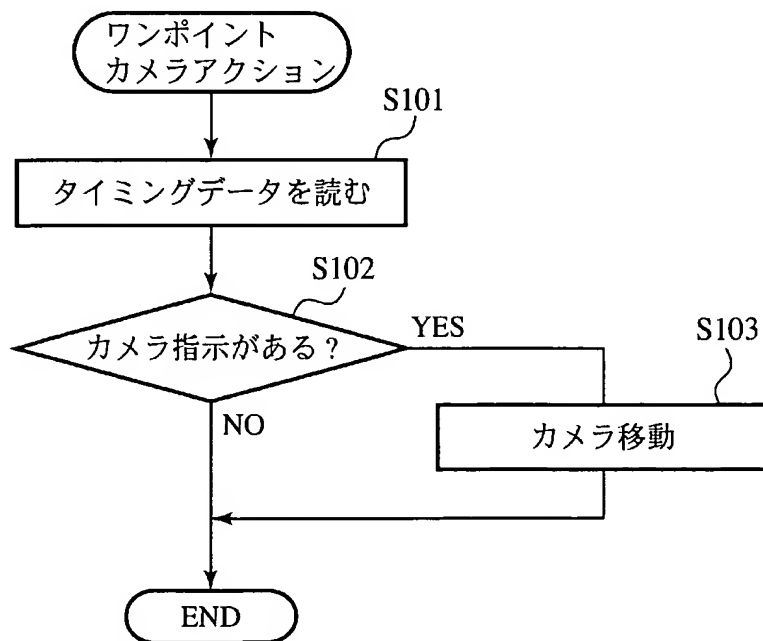 ワンポイント
カメラアクション
S101
タイミングデータを読む
S102
カメラ指示がある?
YES
S103
カメラ移動
NO
END